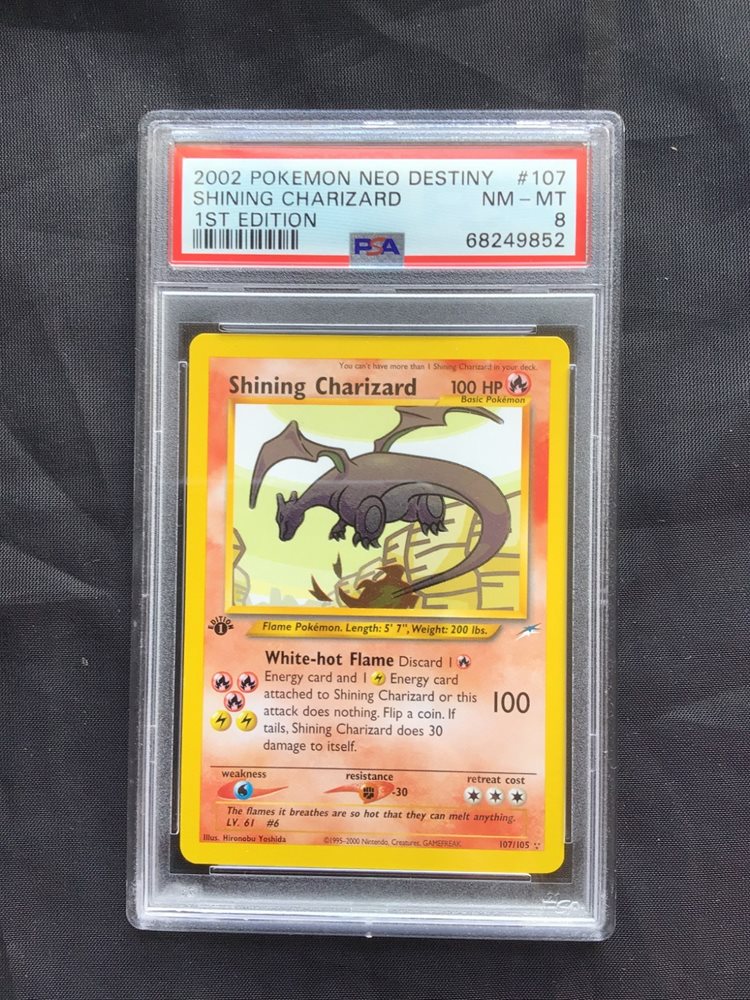 2002 POKEMON NEO DESTINY #107
SHINING CHARIZARD NM - MT
1ST EDITION 8
PSA 68249852
You can't have more than 1 Shining Charizard in your deck.
Shining Charizard 100 HP
Basic Pokémon
EDITION
1
Flame Pokémon. Length: 5' 7", Weight: 200 lbs.
White-hot Flame Discard 1
Energy card and 1 Energy card
attached to Shining Charizard or this
attack does nothing. Flip a coin. If
tails, Shining Charizard does 30
damage to itself.
100
weakness resistance retreat cost
-30
The flames it breathes are so hot that they can melt anything.
LV. 61 #6
Illus. Hironobu Yoshida ©1995-2000 Nintendo, Creatures, GAMEFREAK. 107/105